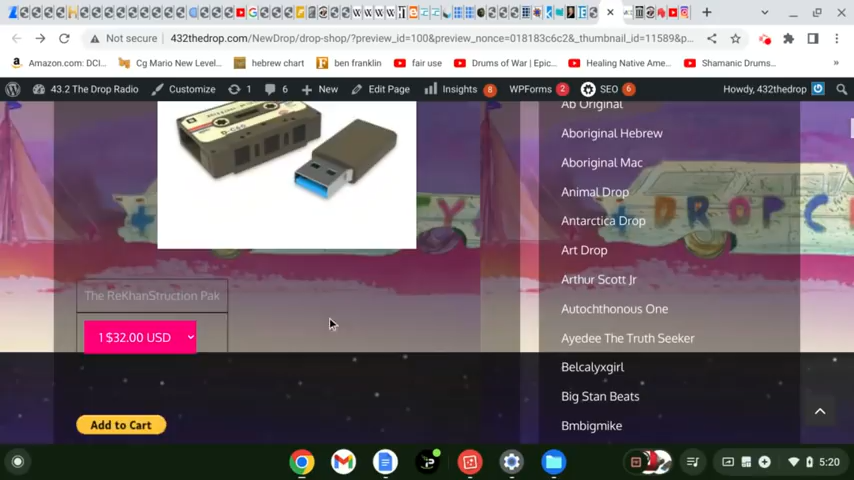 Not secure
432thedrop.com/NewDrop/drop-shop/?preview_id=100&preview_nonce=018183c6c2&_thumbnail_id=11589&p...
Amazon.com: DCI...
Cg Mario New Level...
hebrew chart
ben franklin
fair use
Drums of War | Epic...
Healing Native Ame...
Shamanic Drums...
43.2 The Drop Radio
Customize
1
6
New
Edit Page
Insights 8
WPForms 2
SEO 6
Howdy, 432thedrop
D-C60
Ab Original
Aboriginal Hebrew
Aboriginal Mac
Animal Drop
Antarctica Drop
Art Drop
Arthur Scott Jr
Autochthonous One
Ayedee The Truth Seeker
Belcalyxgirl
Big Stan Beats
Bmbigmike
The ReKhanStruction Pak
1 $32.00 USD
Add to Cart
5:20